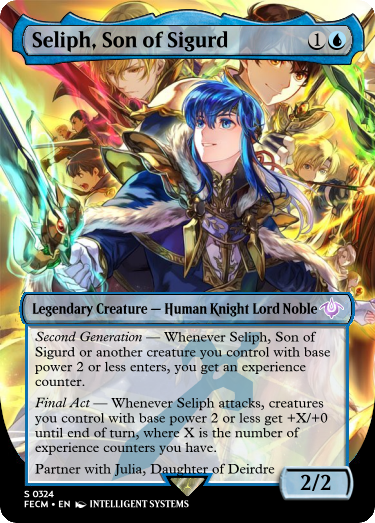 Seliph, Son of Sigurd 1
Legendary Creature — Human Knight Lord Noble
Second Generation — Whenever Seliph, Son of
Sigurd or another creature you control with base
power 2 or less enters, you get an experience
counter.
Final Act — Whenever Seliph attacks, creatures
you control with base power 2 or less get +X/+0
until end of turn, where X is the number of
experience counters you have.
Partner with Julia, Daughter of Deirdre
2/2
S 0324
FECM • EN INTELLIGENT SYSTEMS